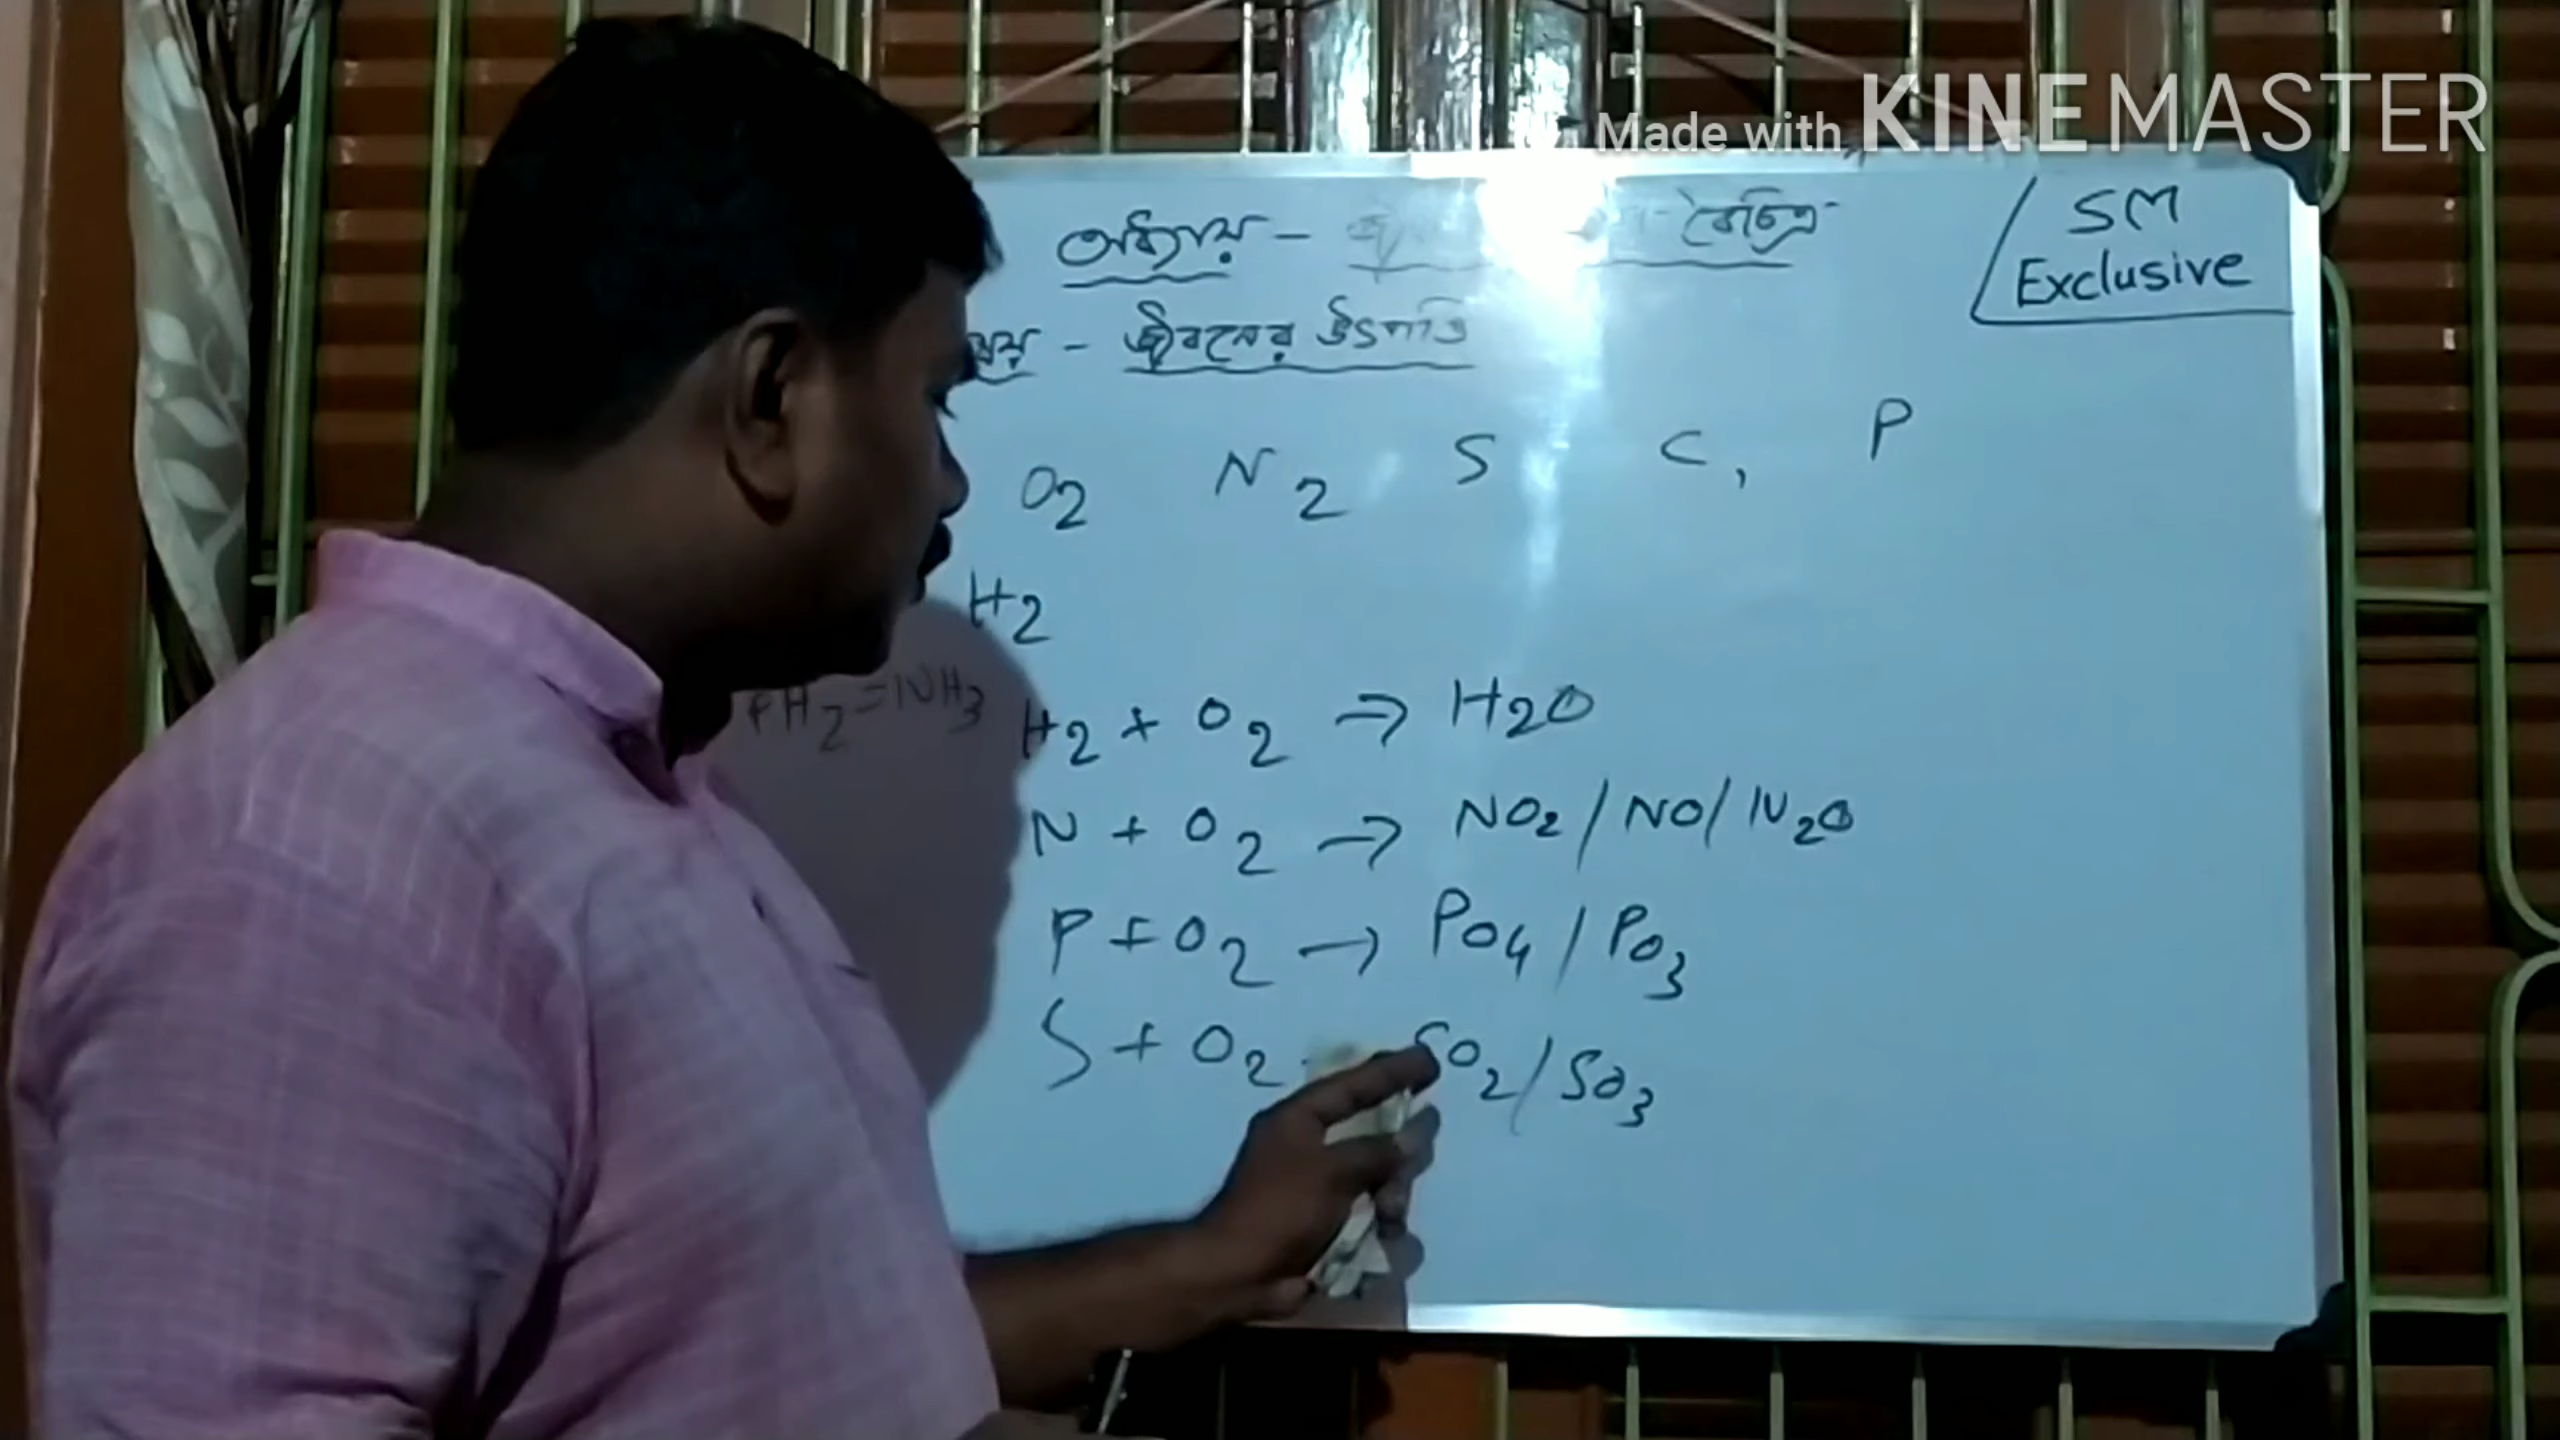 Made with KINEMASTER
SM
Exclusive
অধ্যায় - বৈচিত্র
- জীবনের উৎপত্তি
O2 N2 S C, P
H2
H2 = NH3
H2 + O2 → H2O
N + O2 → NO2 / NO / N2O
P + O2 → PO4 / PO3
S + O2 SO2 / SO3